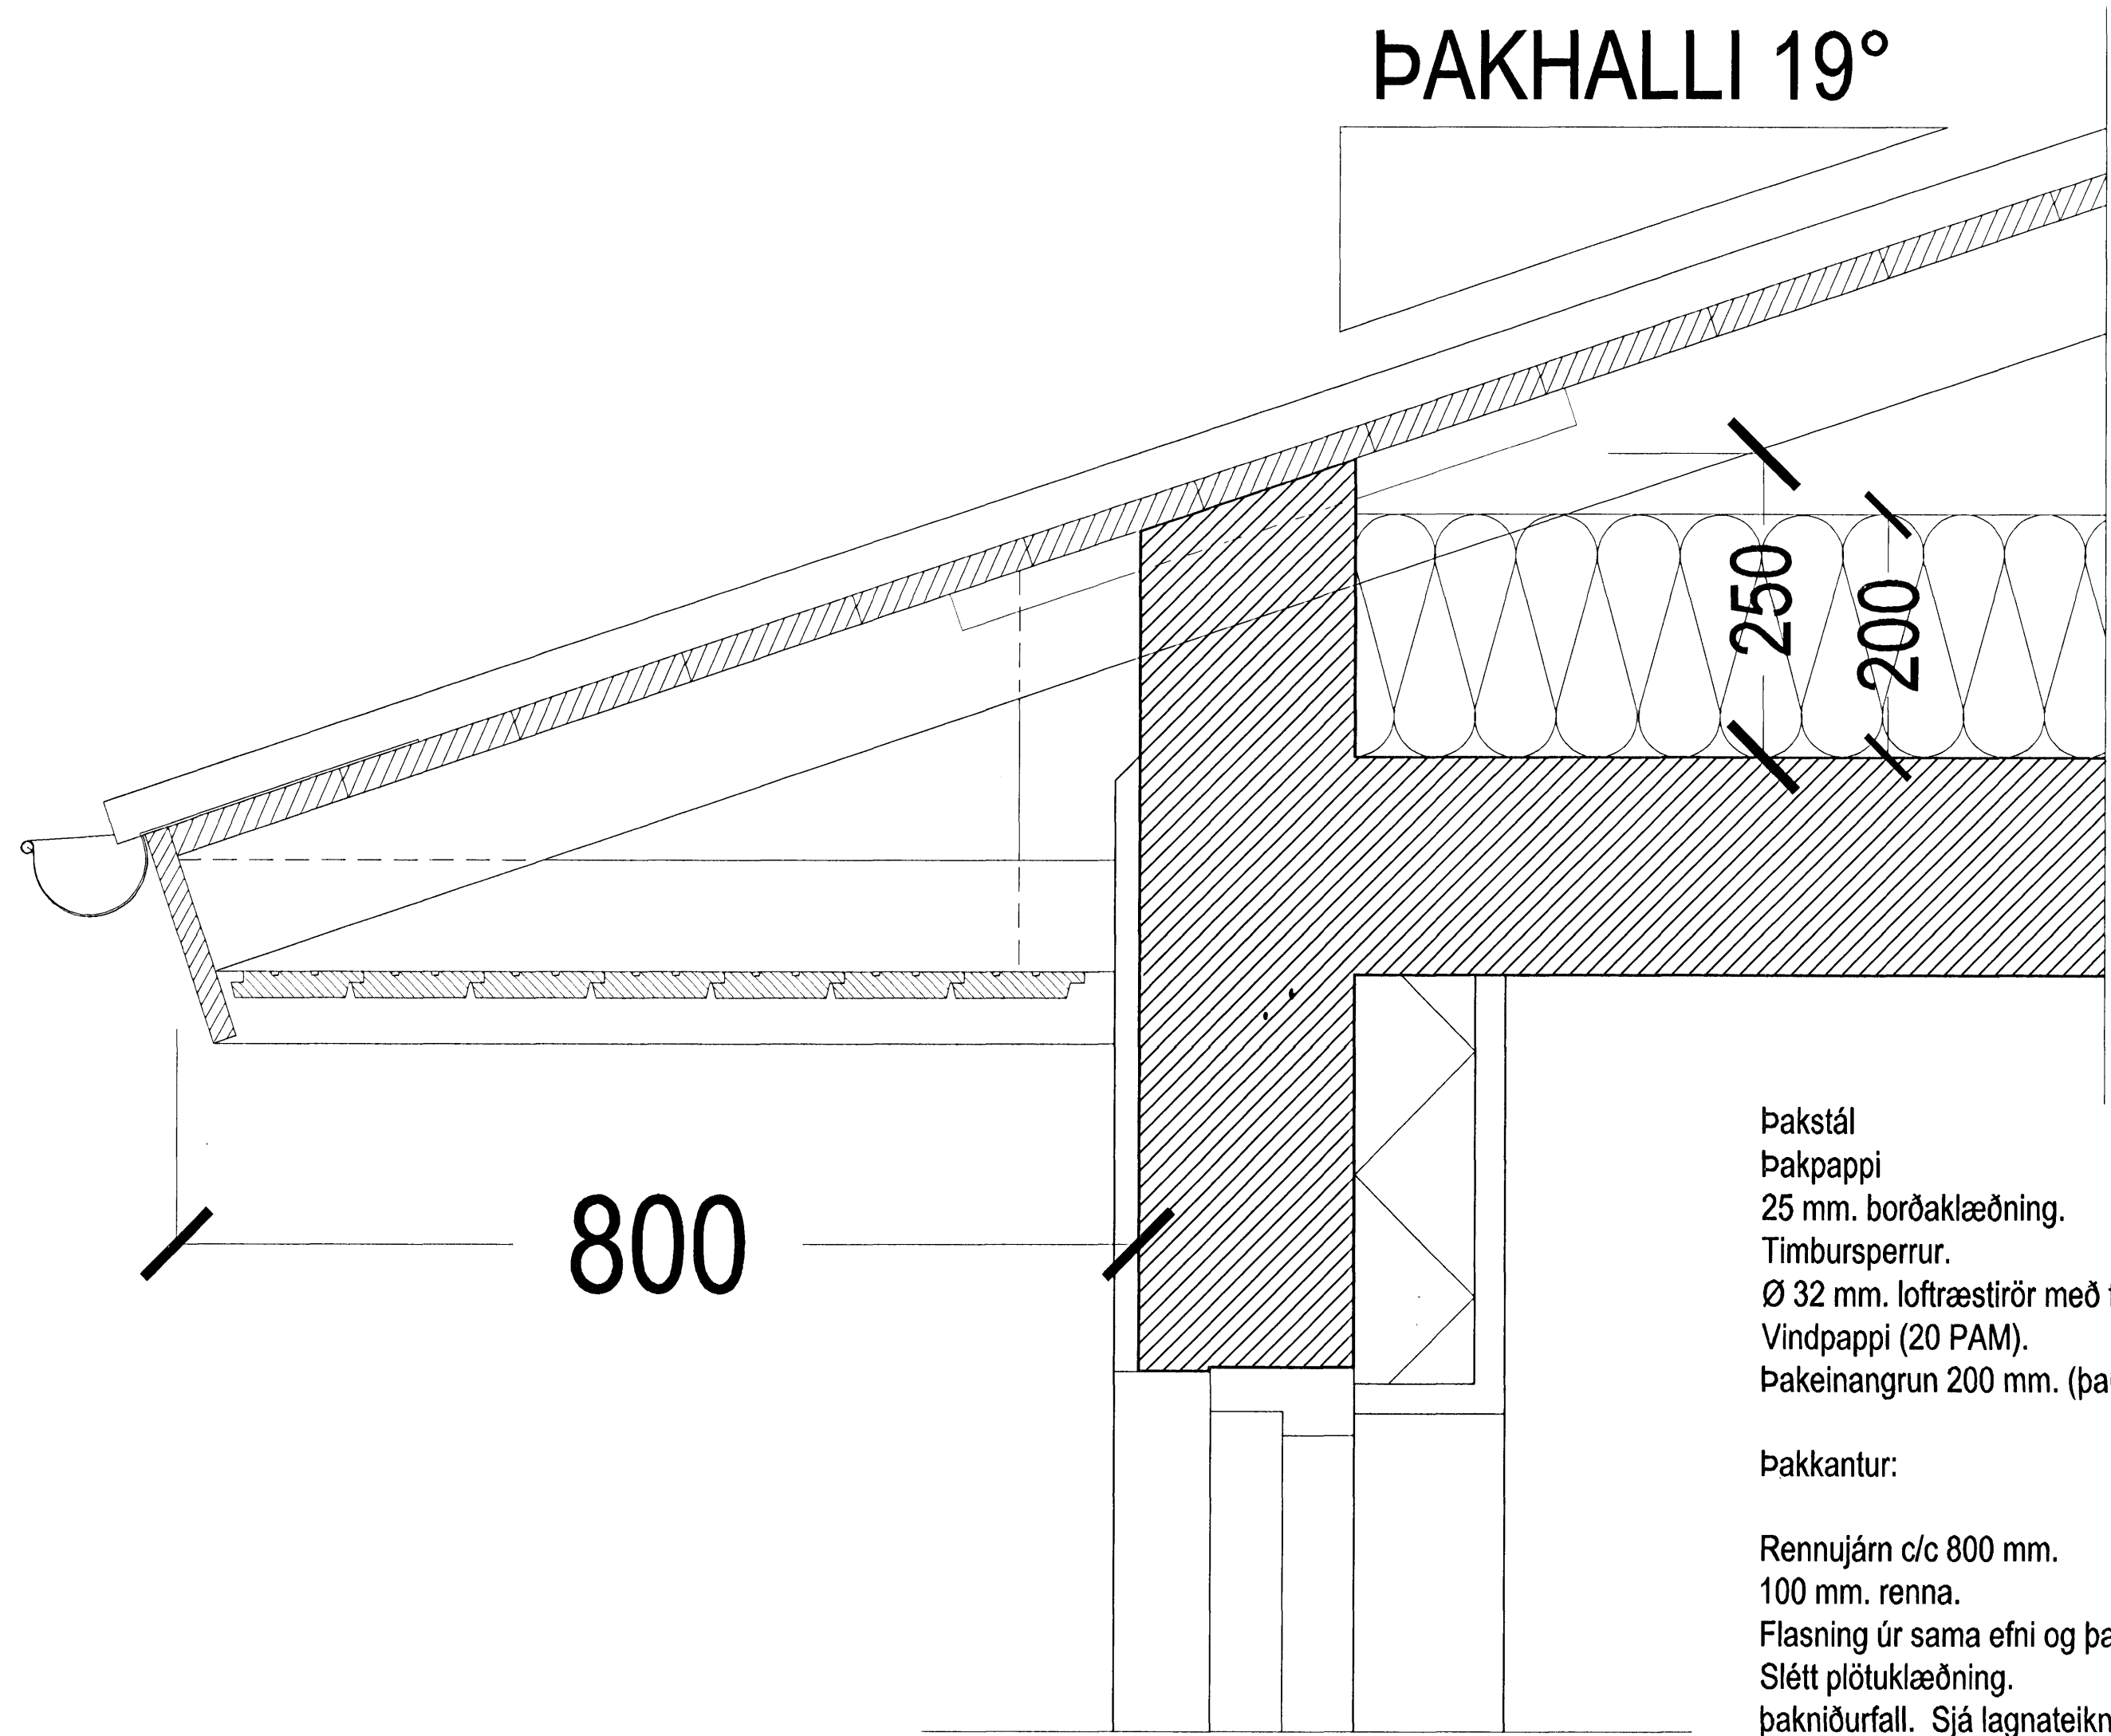 ÞAKHALLI 19°
250
200
800
Þakstál
Þakpappi
25 mm. borðaklæðning.
Timbursperrur.
Ø 32 mm. loftræstirör með
Vindpappi (20 PAM).
Þakeinangrun 200 mm.
Þakkantur:
Rennujárn c/c 800 mm.
100 mm. renna.
Flasning úr sama efni og
Slétt plötuklæðning.
þakniðurfall. Sjá